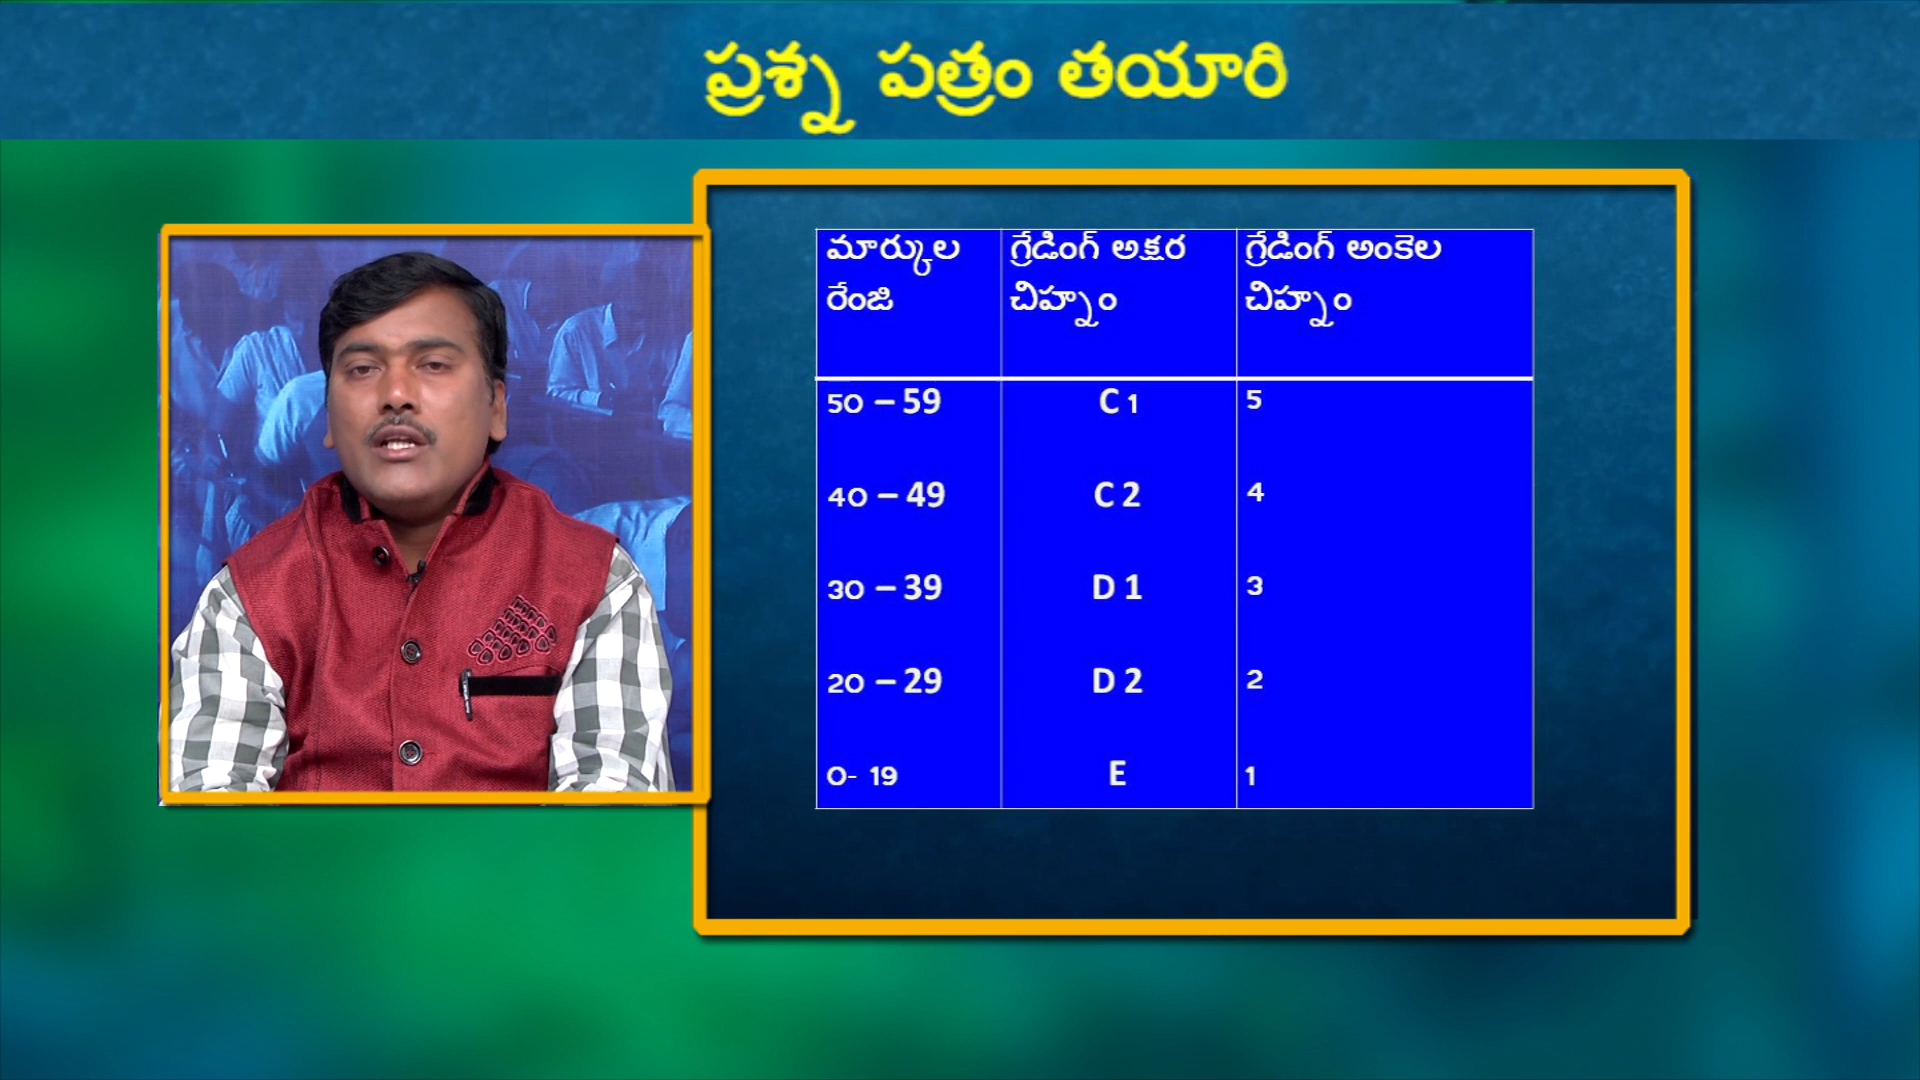 ప్రశ్న పత్రం తయారి
మార్కుల రేంజి గ్రేడింగ్ అక్షర చిహ్నం గ్రేడింగ్ అంకెల చిహ్నం
50 – 59 C 1 5
40 – 49 C 2 4
30 – 39 D 1 3
20 – 29 D 2 2
0- 19 E 1